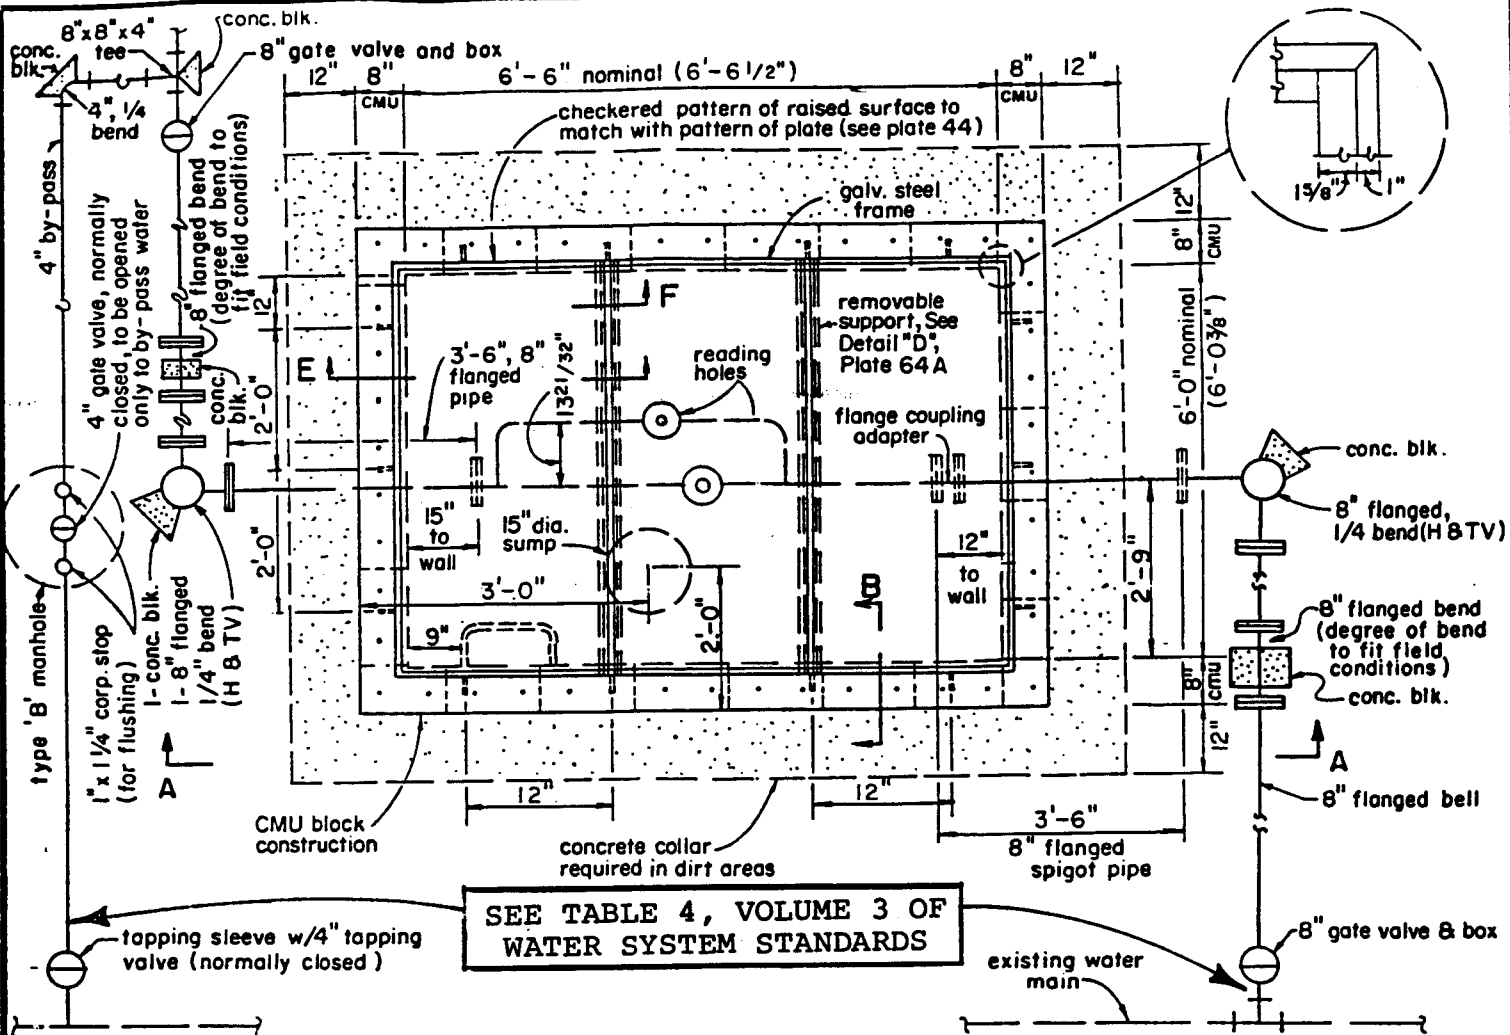 conc. blk.
8"x8"x4"
tee
conc.
blk.
8" gate valve and box
4", 1/4
bend
4" by-pass
12"
8"
CMU
6'-6" nominal (6'-6 1/2")
8"
CMU
12"
checkered pattern of raised surface to
match with pattern of plate (see plate 44)
1 5/8"
1"
galv. steel
frame
12"
8"
CMU
4" gate valve, normally
closed, to be opened
only to by-pass water
8" flanged bend
(degree of bend to
fit field conditions)
conc.
blk.
12"
2'-0"
2'-0"
E
F
3'-6", 8"
flanged
pipe
13 21/32"
reading
holes
removable
support, See
Detail "D",
Plate 64A
flange coupling
adapter
6'-0" nominal
(6'-0 3/8")
conc. blk.
8" flanged,
1/4 bend (H & TV)
15"
to
wall
15" dia.
sump
3'-0"
9"
2'-0"
B
12"
to
wall
2'-9"
8" flanged bend
(degree of bend
to fit field
conditions)
conc. blk.
8"
CMU
12"
type 'B' manhole
1" x 1 1/4" corp. stop
(for flushing)
1-conc. blk.
1-8" flanged
1/4" bend
(H & TV)
A
A
8" flanged bell
12"
12"
3'-6"
8" flanged
spigot pipe
CMU block
construction
concrete collar
required in dirt areas
SEE TABLE 4, VOLUME 3 OF
WATER SYSTEM STANDARDS
tapping sleeve w/4" tapping
valve (normally closed)
existing water
main
8" gate valve & box